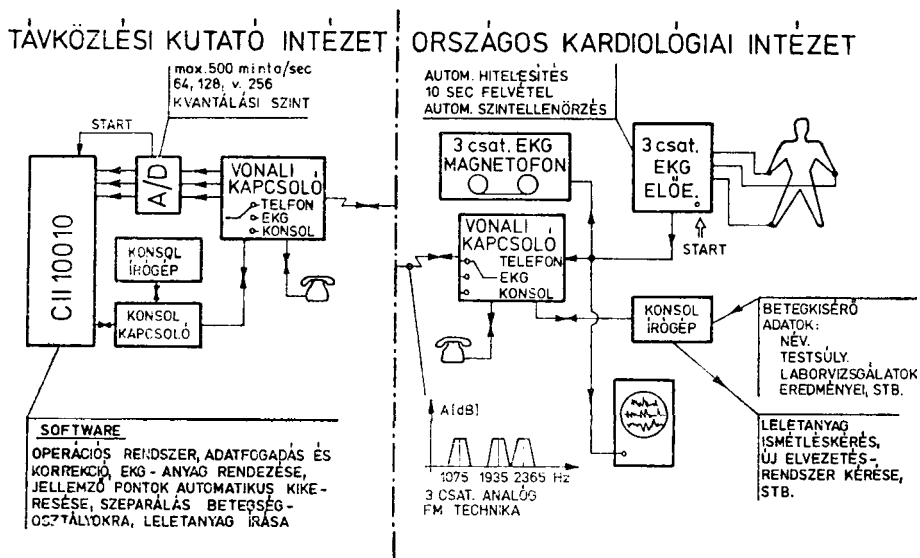 TÁVKÖZLÉSI KUTATÓ INTÉZET
max. 500 minta/sec
64, 128, v. 256
KVANTÁLÁSI SZINT
START
CII 10010
A/D
VONALI
KAPCSOLÓ
TELFON
EKG
KONSOL
KONSOL
ÍRÓGÉP
KONSOL
KAPCSOLÓ
SOFTWARE
OPERÁCIÓS RENDSZER, ADATFOGADÁS ÉS
KORREKCIÓ, EKG - ANYAG RENDEZÉSE,
JELLEMZŐ PONTOK AUTOMATIKUS KIKE-
RESÉSE, SZEPARÁLÁS BETEGSÉG-
OSZTÁLYOKRA, LELETANYAG ÍRÁSA
ORSZÁGOS KARDIOLÓGIAI INTÉZET
AUTOM. HITELESÍTÉS
10 SEC FELVÉTEL
AUTOM. SZINTELLENÖRZÉS
3 csat. EKG
MAGNETOFON
3 csat.
EKG
ELŐE.
START
VONALI
KAPCSOLÓ
TELEFON
EKG
KONSOL
KONSOL
ÍRÓGÉP
BETEGKISÉRŐ
ADATOK:
NÉV.
TESTSÚLY.
LABORVIZSGÁLATOK
EREDMÉNYEI, STB.
A[dB]
1075 1935 2365 Hz
3 CSAT. ANALÓG
FM TECHNIKA
LELETANYAG
ISMÉTLÉSKÉRÉS,
ÚJ ELVEZETÉS-
RENDSZER KÉRÉSE,
STB.